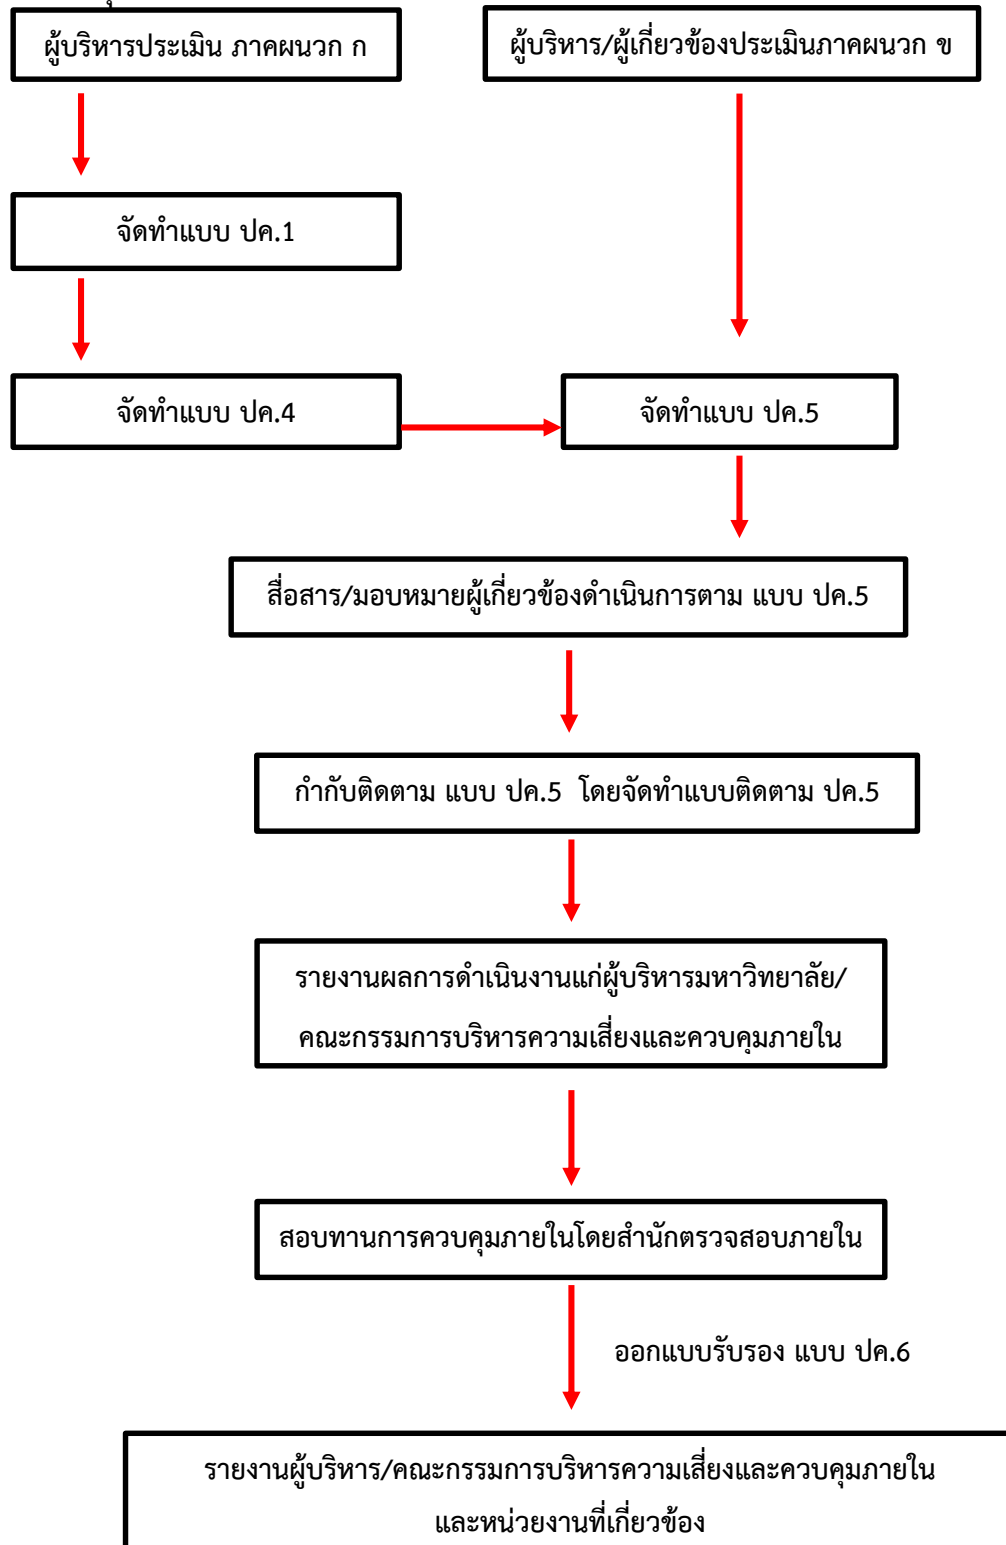 ผู้บริหารประเมิน ภาคผนวก ก
ผู้บริหาร/ผู้เกี่ยวข้องประเมินภาคผนวก ข
จัดทำแบบ ปค.1
จัดทำแบบ ปค.4
จัดทำแบบ ปค.5
สื่อสาร/มอบหมายผู้เกี่ยวข้องดำเนินการตาม แบบ ปค.5
กำกับติดตาม แบบ ปค.5 โดยจัดทำแบบติดตาม ปค.5
รายงานผลการดำเนินงานแก่ผู้บริหารมหาวิทยาลัย/
คณะกรรมการบริหารความเสี่ยงและควบคุมภายใน
สอบทานการควบคุมภายในโดยสำนักตรวจสอบภายใน
ออกแบบรับรอง แบบ ปค.6
รายงานผู้บริหาร/คณะกรรมการบริหารความเสี่ยงและควบคุมภายใน
และหน่วยงานที่เกี่ยวข้อง